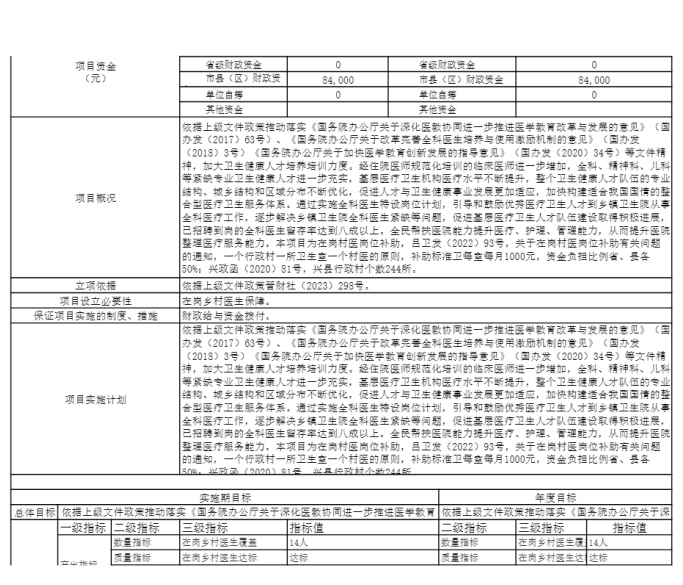 项目资金
（元）
省级财政资金 0 省级财政资金 0
市县（区）财政资 84,000 市县（区）财政资金 84,000
单位自筹 0 单位自筹 0
其他资金 其他资金
项目概况
依据上级文件政策推动落实《国务院办公厅关于深化医教协同进一步推进医学教育改革与发展的意见》（国
办发（2017）63号）、《国务院办公厅关于改革完善全科医生培养与使用激励机制的意见》（国办发
（2018）3号）《国务院办公厅关于加快医学教育创新发展的指导意见》（国办发（2020）34号）等文件精
神，加大卫生健康人才培养培训力度。经住院医师规范化培训的临床医师进一步增加，全科、精神科、儿科
等紧缺专业卫生健康人才进一步充实，基层医疗卫生机构医疗水平不断提升，整个卫生健康人才队伍的专业
结构、城乡结构和区域分布不断优化，促进人才与卫生健康事业发展更加适应，加快构建适合我国国情的整
合型医疗卫生服务体系。通过实施全科医生特设岗位计划，引导和鼓励优秀医疗卫生人才到乡镇卫生院从事
全科医疗工作，逐步解决乡镇卫生院全科医生紧缺等问题，促进基层医疗卫生人才队伍建设取得积极进展，
已招聘到岗的全科医生留存率达到八成以上。全民帮扶医院能力提升医疗、护理、管理能力，从而提升医院
整理医疗服务能力。本项目为在岗村医岗位补助，吕卫发（2022）93号，关于在岗村医岗位补有关问题
的通知，一个行政村一所卫生室一个村医的原则，补助标准卫每室每月1000元，资金负担比例省、县各
50%；兴政函（2020）81号，兴县行政村个数244所。
立项依据 依据上级文件政策晋财社（2023）298号。
项目设立必要性 在岗乡村医生保障。
保证项目实施的制度、措施 财政给与资金拨付。
项目实施计划
依据上级文件政策推动落实《国务院办公厅关于深化医教协同进一步推进医学教育改革与发展的意见》（国
办发（2017）63号）、《国务院办公厅关于改革完善全科医生培养与使用激励机制的意见》（国办发
（2018）3号）《国务院办公厅关于加快医学教育创新发展的指导意见》（国办发（2020）34号）等文件精
神，加大卫生健康人才培养培训力度。经住院医师规范化培训的临床医师进一步增加，全科、精神科、儿科
等紧缺专业卫生健康人才进一步充实，基层医疗卫生机构医疗水平不断提升，整个卫生健康人才队伍的专业
结构、城乡结构和区域分布不断优化，促进人才与卫生健康事业发展更加适应，加快构建适合我国国情的整
合型医疗卫生服务体系。通过实施全科医生特设岗位计划，引导和鼓励优秀医疗卫生人才到乡镇卫生院从事
全科医疗工作，逐步解决乡镇卫生院全科医生紧缺等问题，促进基层医疗卫生人才队伍建设取得积极进展，
已招聘到岗的全科医生留存率达到八成以上。全民帮扶医院能力提升医疗、护理、管理能力，从而提升医院
整理医疗服务能力。本项目为在岗村医岗位补助，吕卫发（2022）93号，关于在岗村医岗位补有关问题
的通知，一个行政村一所卫生室一个村医的原则，补助标准卫每室每月1000元，资金负担比例省、县各
50%；兴政函（2020）81号，兴县行政村个数244所
实施期目标 年度目标
总体目标 依据上级文件政策推动落实《国务院办公厅关于深化医教协同进一步推进医学教育 依据上级文件政策推动落实《国务院办公厅关于深
一级指标 二级指标 三级指标 指标值 二级指标 三级指标 指标值
数量指标 在岗乡村医生覆盖 14人 数量指标 在岗乡村医生覆 14人
质量指标 在岗乡村医生达标 达标 质量指标 在岗乡村医生达 达标
产出指标